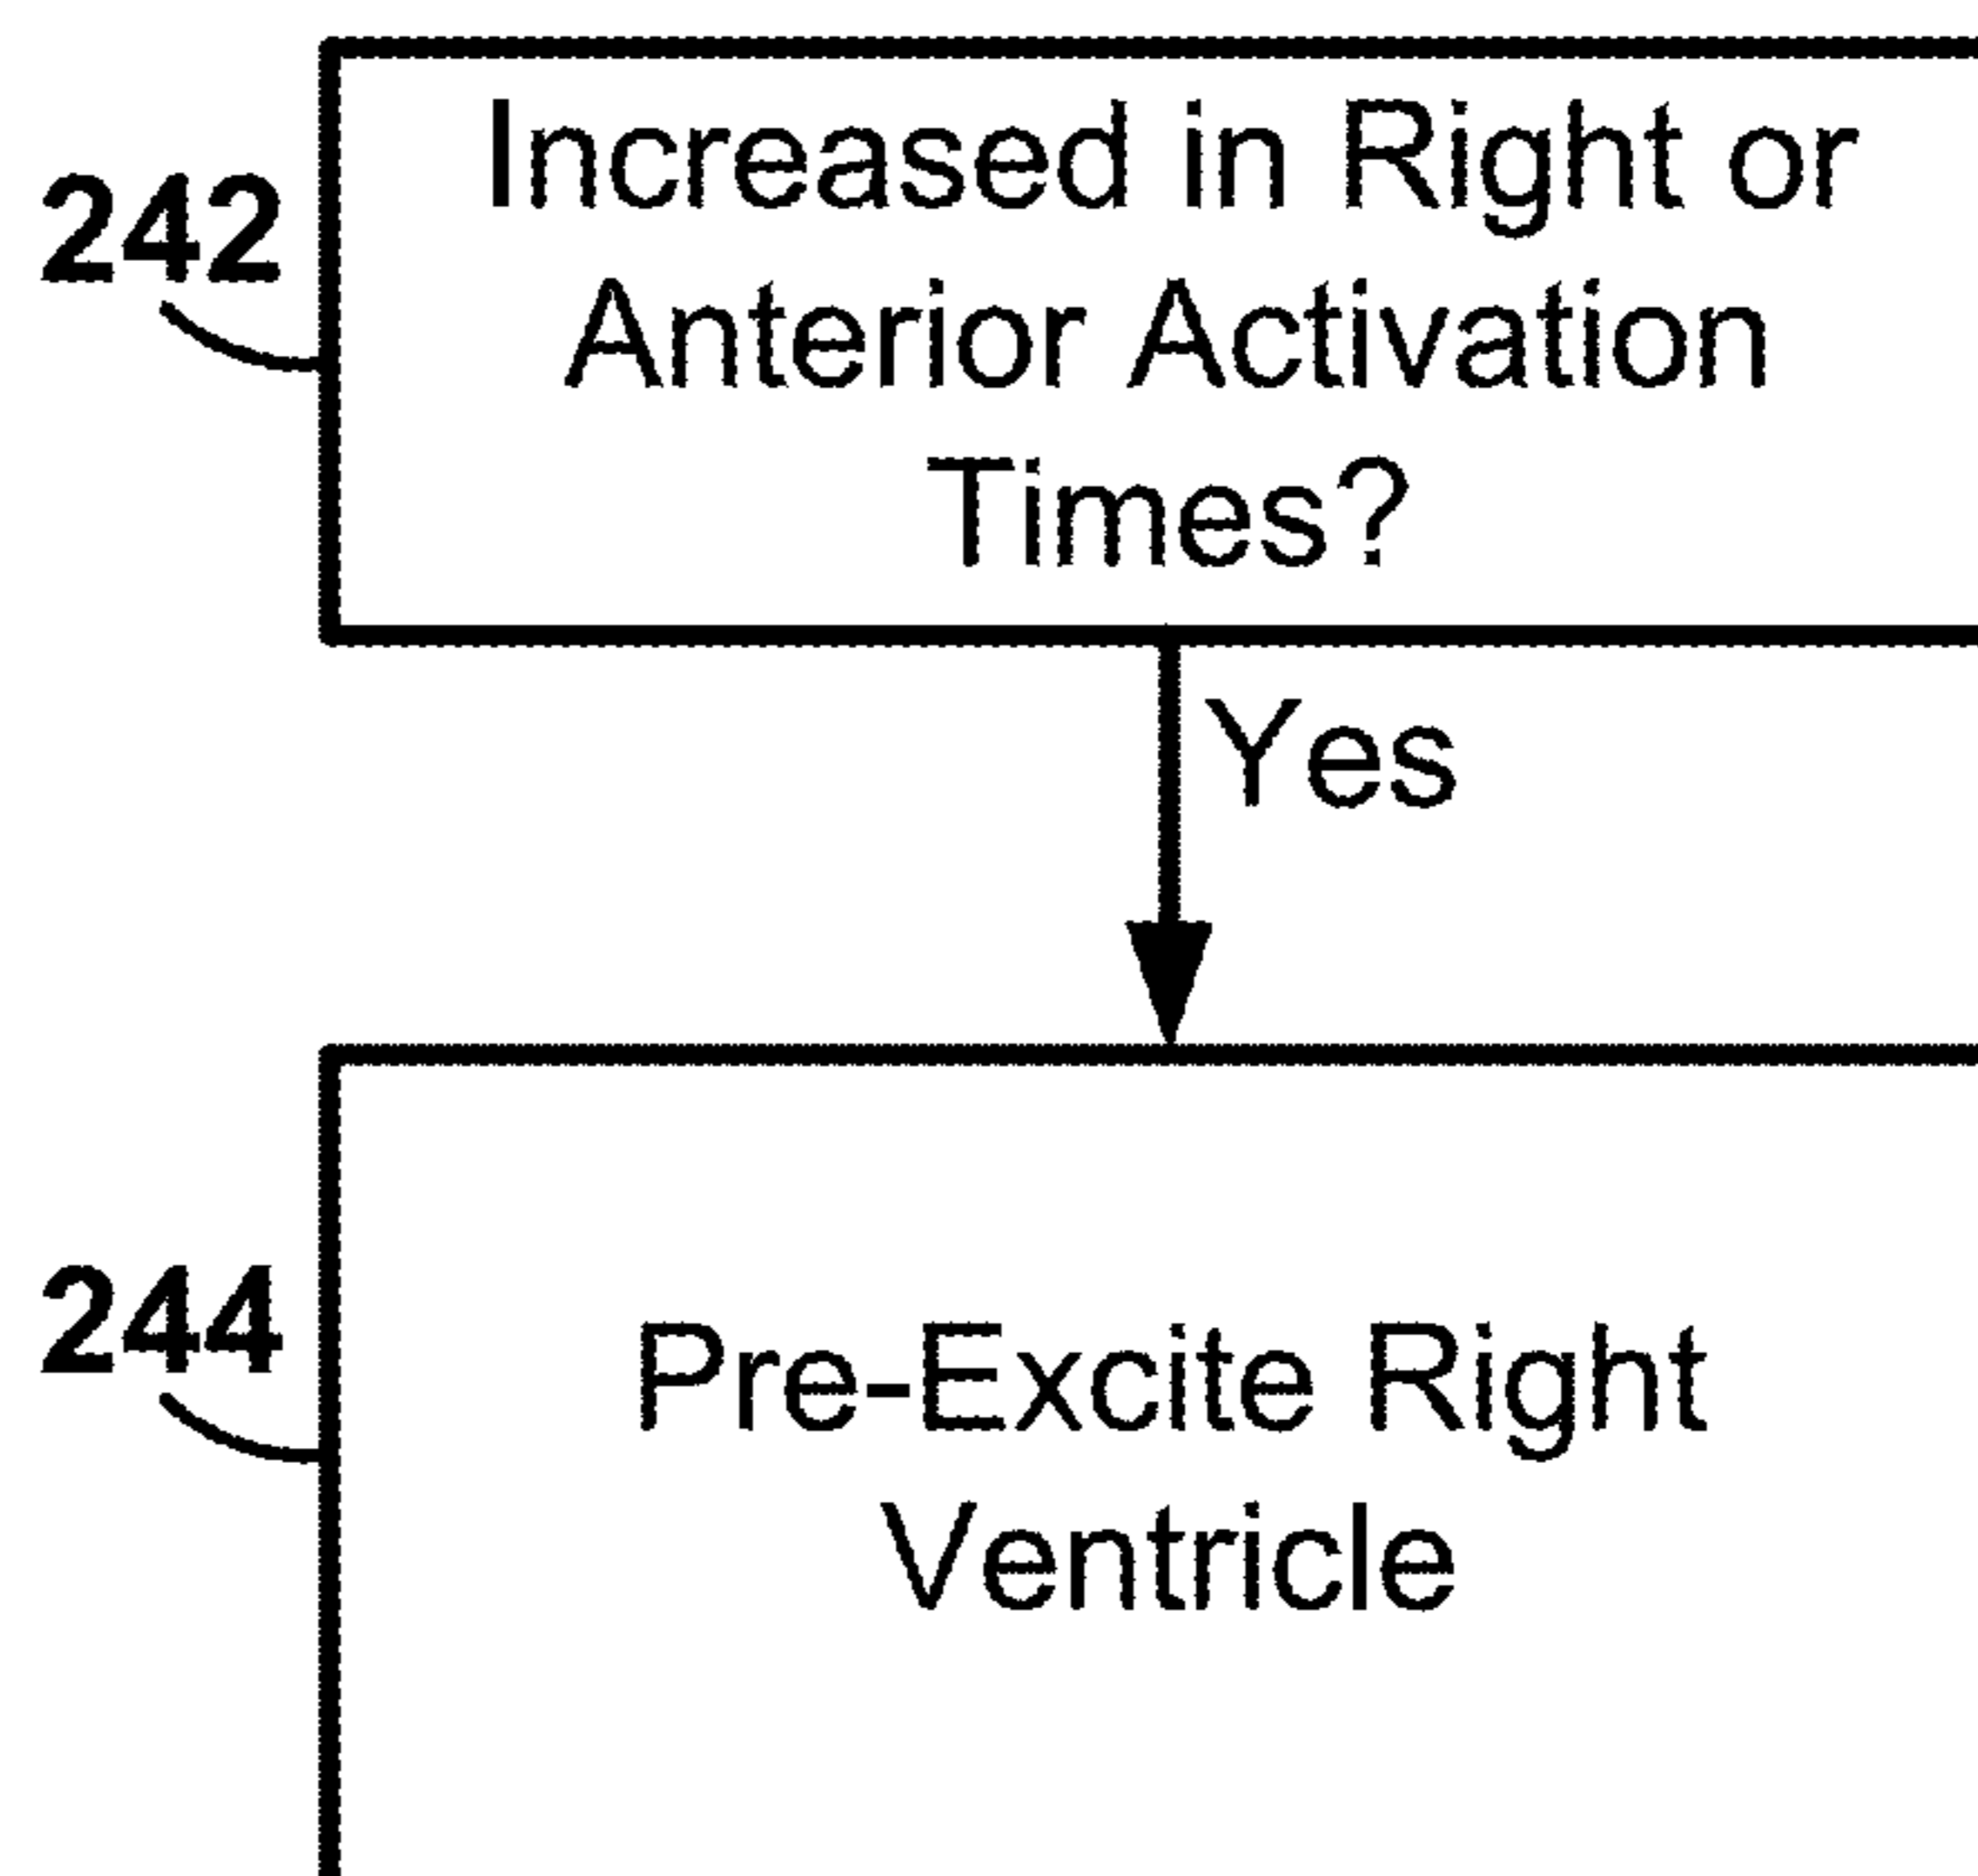 242
Increased in Right or
Anterior Activation
Times?
Yes
244
Pre-Excite Right
Ventricle